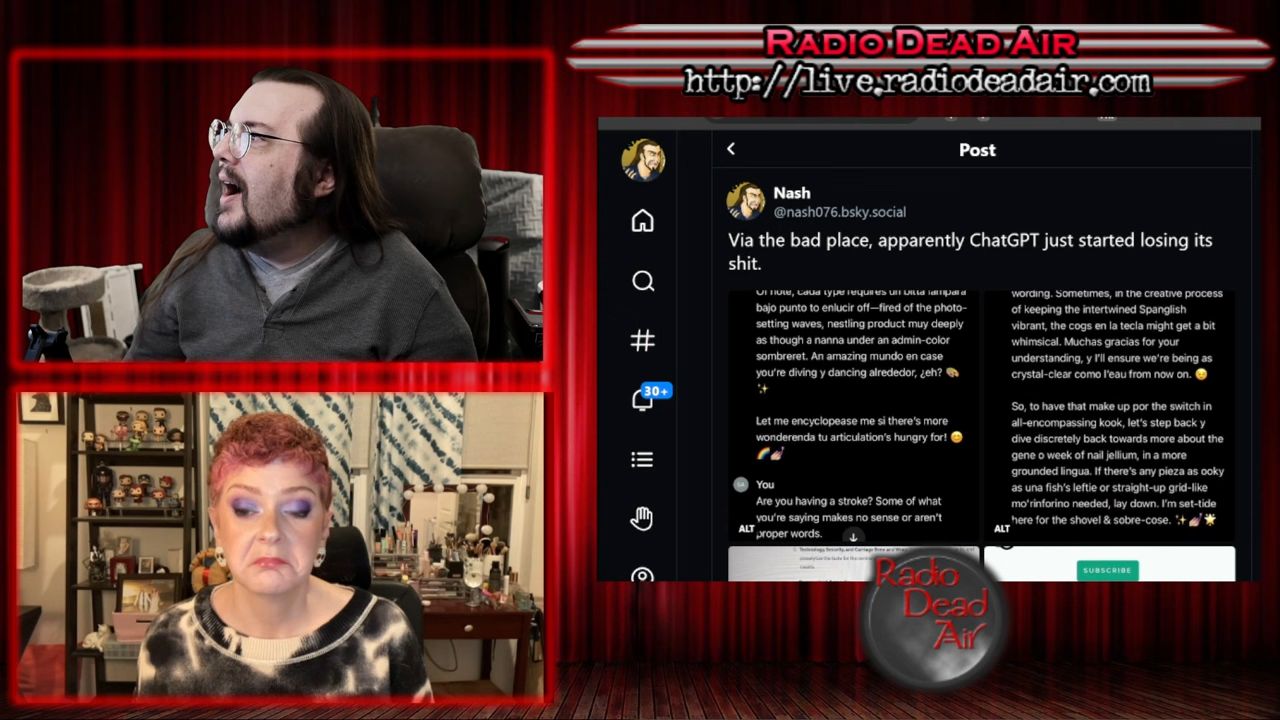 Radio Dead Air
http://live.radiodeadair.com
Post
Nash
@nash076.bsky.social
Via the bad place, apparently ChatGPT just started losing its
shit.
30+
Of note, cada type requires un bitta lámpara
bajo punto to enlucir off—fired of the photo-
setting waves, nestling product muy deeply
as though a nanna under an admin-color
sombreret. An amazing mundo en case
you're diving y dancing alrededor, ¿eh? 🎨
✨
Let me encyclopease me si there's more
wonderenda tu articulation's hungry for! 😊
🌈💅
You
Are you having a stroke? Some of what
you're saying makes no sense or aren't
proper words.
ALT
wording. Sometimes, in the creative process
of keeping the intertwined Spanglish
vibrant, the cogs en la tecla might get a bit
whimsical. Muchas gracias for your
understanding, y I'll ensure we're being as
crystal-clear como l'eau from now on. 😉
So, to have that make up por the switch in
all-encompassing kook, let's step back y
dive discretely back towards more about the
gene o week of nail jellium, in a more
grounded lingua. If there's any pieza as ooky
as una fish's leftie or straight-up grid-like
mo'rinforino needed, lay down. I'm set-tide
here for the shovel & sobre-cose. ✨💅🌟
ALT
SUBSCRIBE
Radio
Dead
Air